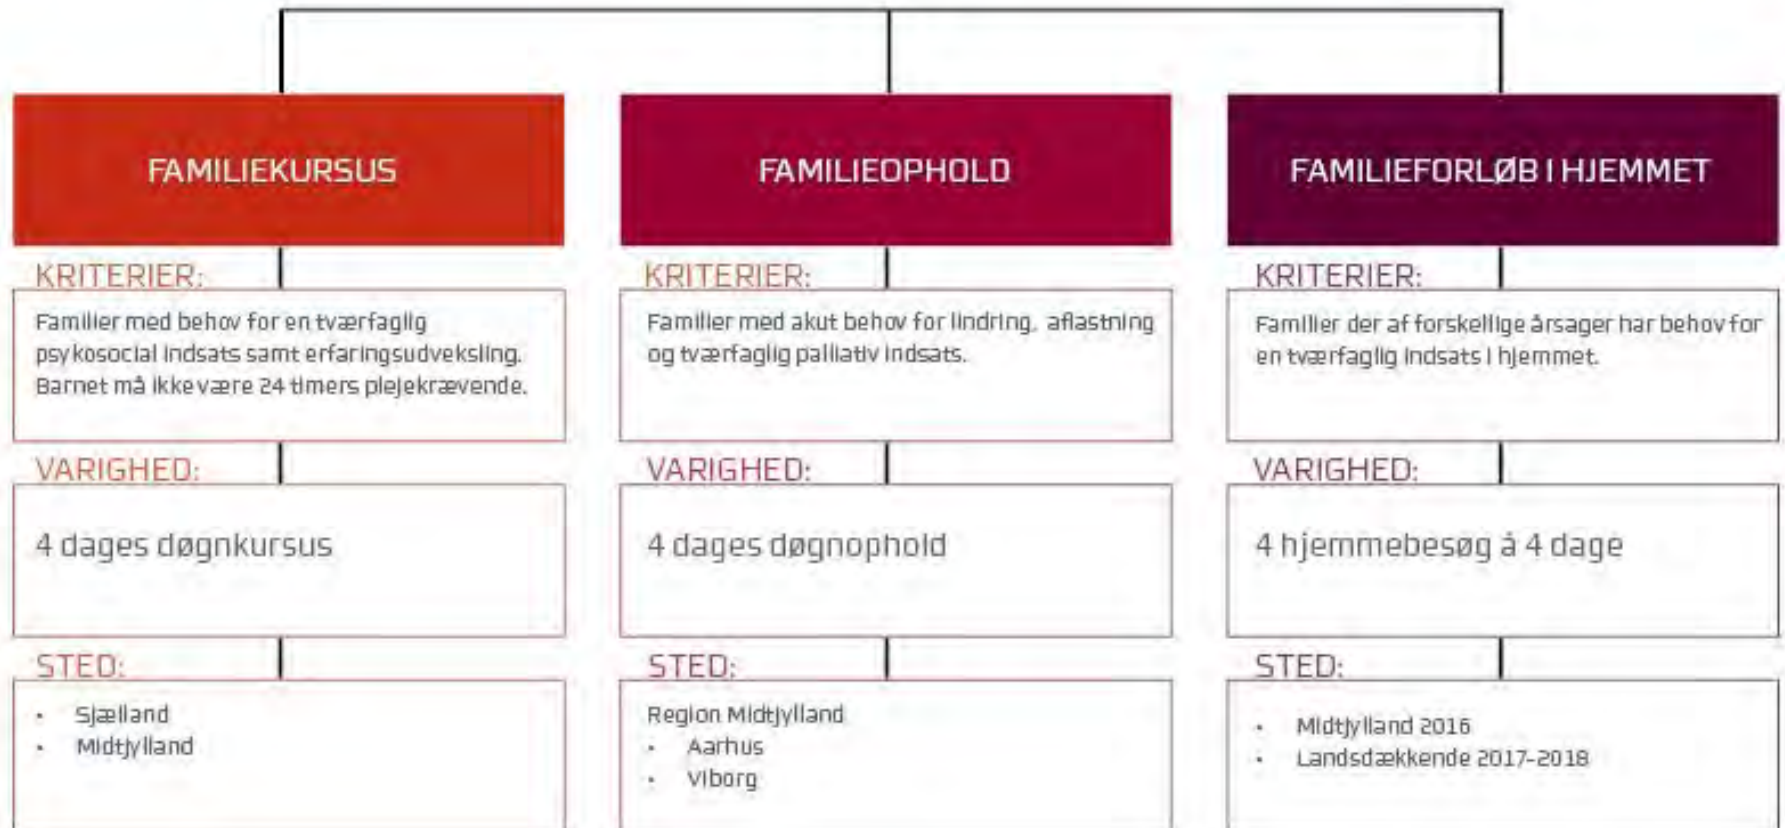 FAMILIEKURSUS
KRITERIER:
Familier med behov for en tværfaglig
psykosocial indsats samt erfaringsudveksling.
Barnet må ikke være 24 timers plejekrævende.
VARIGHED:
4 dages døgnkursus
STED:
• Sjælland
• Midtjylland
FAMILIEOPHOLD
KRITERIER:
Familier med akut behov for lindring, aflastning
og tværfaglig palliativ indsats.
VARIGHED:
4 dages døgnophold
STED:
Region Midtjylland
• Aarhus
• Viborg
FAMILIEFORLØB I HJEMMET
KRITERIER:
Familier der af forskellige årsager har behov for
en tværfaglig indsats i hjemmet.
VARIGHED:
4 hjemmebesøg à 4 dage
STED:
• Midtjylland 2016
• Landsdækkende 2017-2018